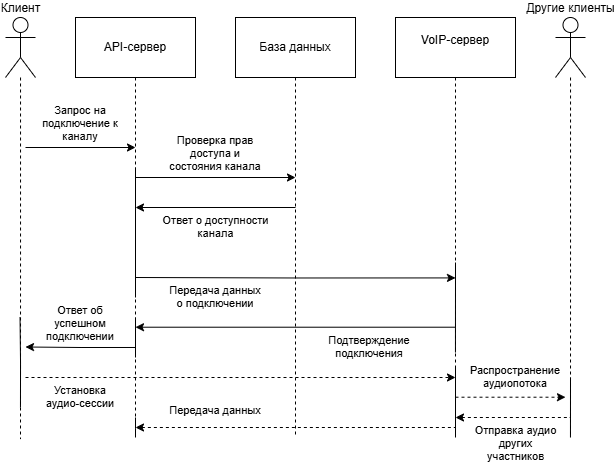 Клиент
Другие клиенты
API-сервер
База данных
VoIP-сервер
Запрос на
подключение к
каналу
Проверка прав
доступа и
состояния канала
Ответ о доступности
канала
Передача данных
о подключении
Ответ об
успешном
подключении
Подтверждение
подключения
Установка
аудио-сессии
Распространение
аудиопотока
Передача данных
Отправка аудио
других
участников